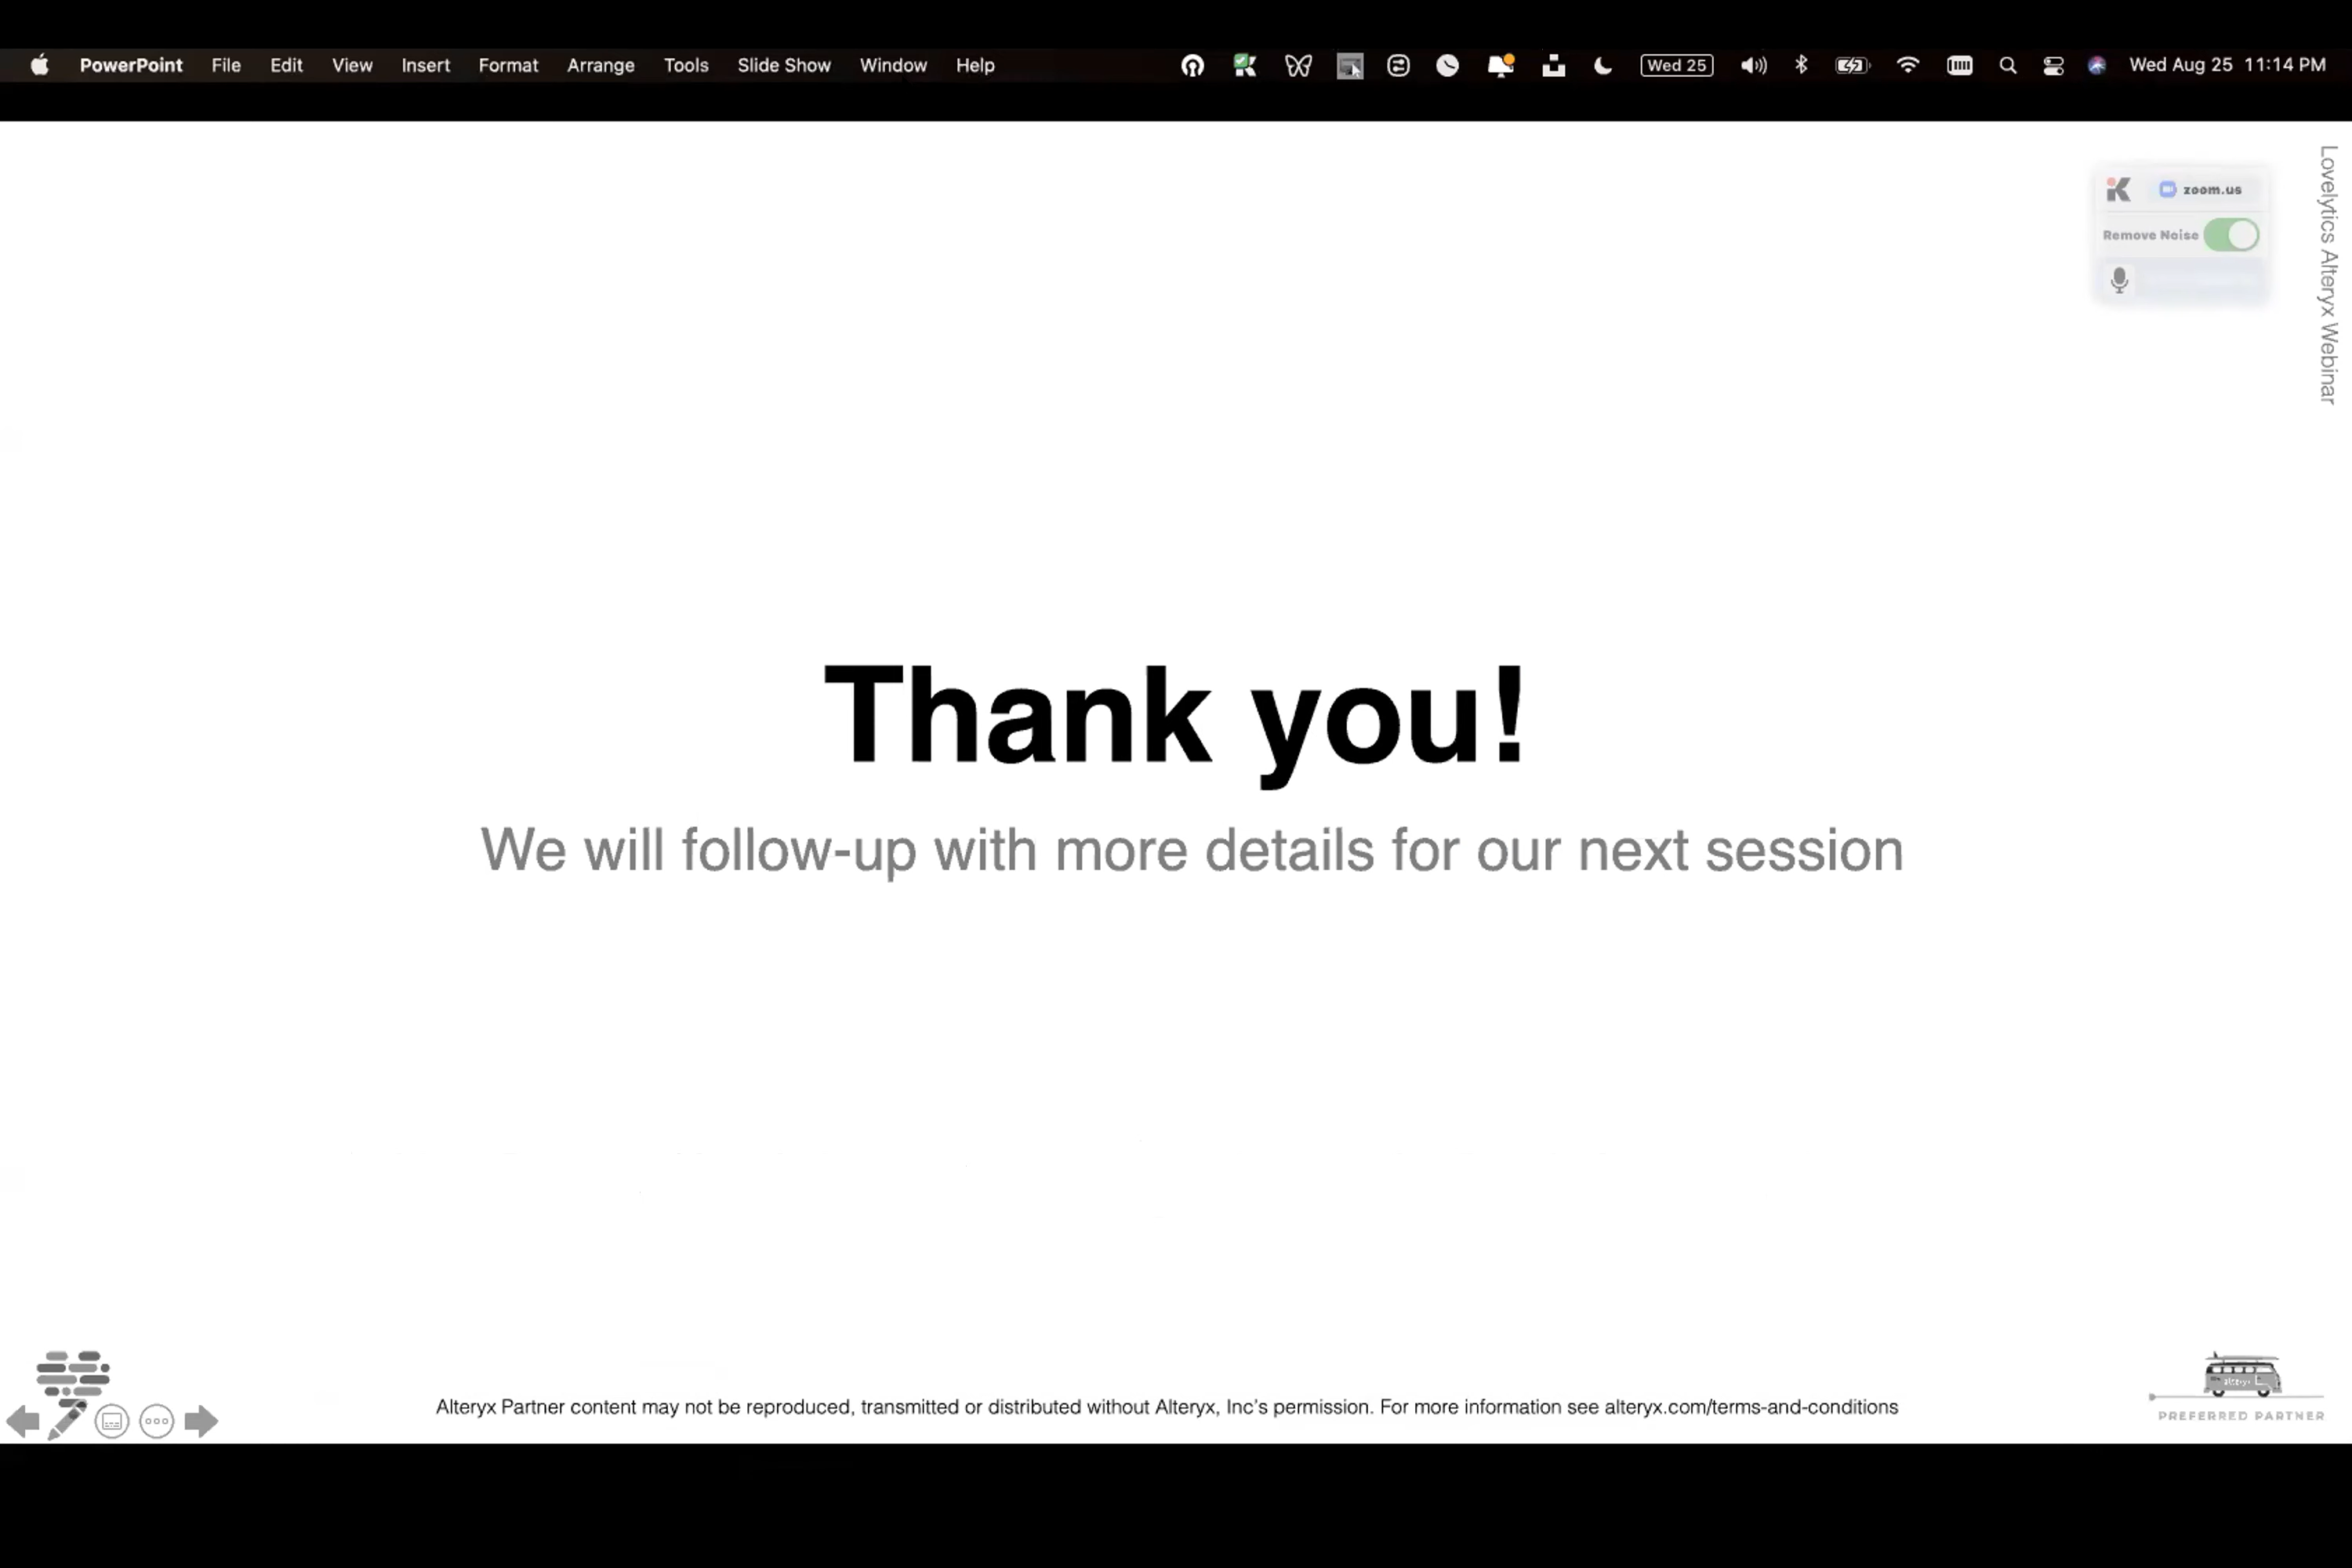 PowerPoint File Edit View Insert Format Arrange Tools Slide Show Window Help Wed 25 Wed Aug 25 11:14 PM
zoom.us
Remove Noise
Lovelytics Alteryx Webinar
Thank you!
We will follow-up with more details for our next session
Alteryx Partner content may not be reproduced, transmitted or distributed without Alteryx, Inc's permission. For more information see alteryx.com/terms-and-conditions
alteryx
PREFERRED PARTNER